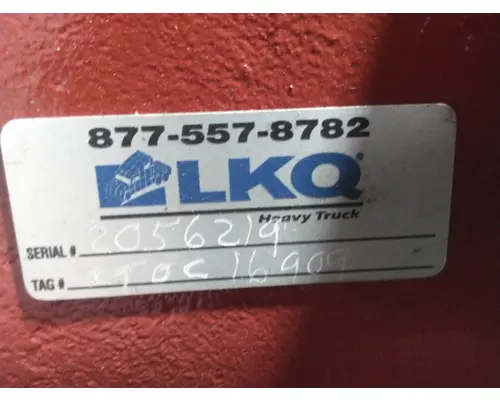 877-557-8782
LKQ®
Heavy Truck
SERIAL # 2056219
TAG #